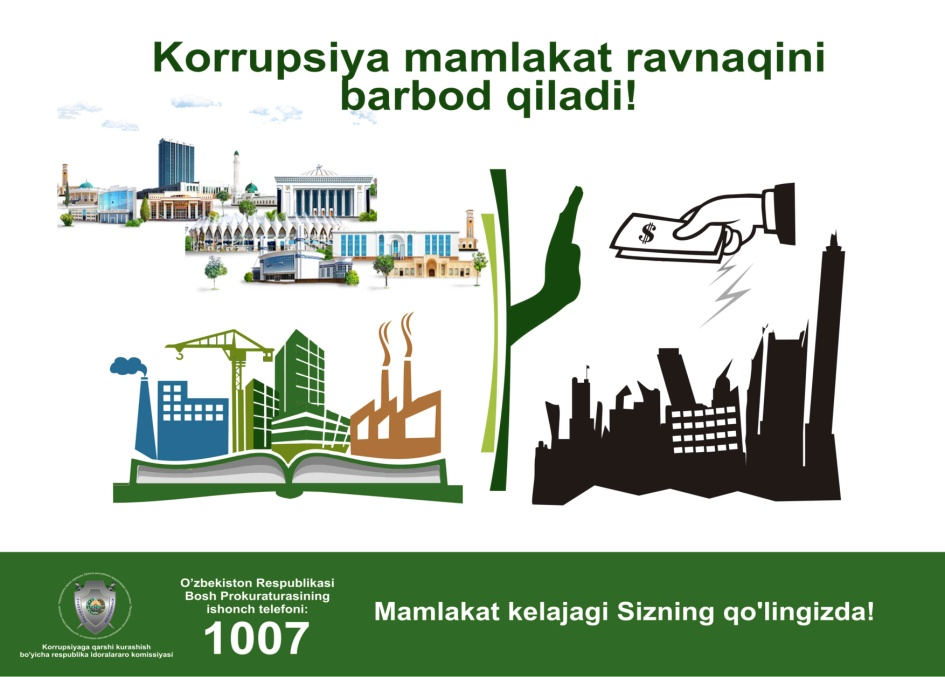 Korrupsiya mamlakat ravnaqini
barbod qiladi!
$
O'zbekiston Respublikasi
Bosh Prokuraturasining
ishonch telefoni:
1007
Mamlakat kelajagi Sizning qo'lingizda!
Korrupsiyaga qarshi kurashish
bo'yicha respublika idoralararo komissiyasi